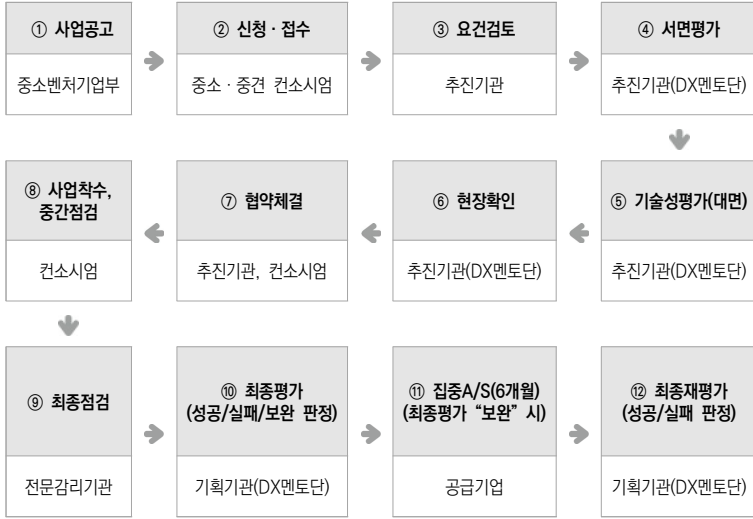 ① 사업공고
중소벤처기업부
② 신청 · 접수
중소 · 중견 컨소시엄
③ 요건검토
추진기관
④ 서면평가
추진기관(DX멘토단)
⑤ 기술성평가(대면)
추진기관(DX멘토단)
⑥ 현장확인
추진기관(DX멘토단)
⑦ 협약체결
추진기관, 컨소시엄
⑧ 사업착수,
중간점검
컨소시엄
⑨ 최종점검
전문감리기관
⑩ 최종평가
(성공/실패/보완 판정)
기획기관(DX멘토단)
⑪ 집중A/S(6개월)
(최종평가 “보완” 시)
공급기업
⑫ 최종재평가
(성공/실패 판정)
기획기관(DX멘토단)